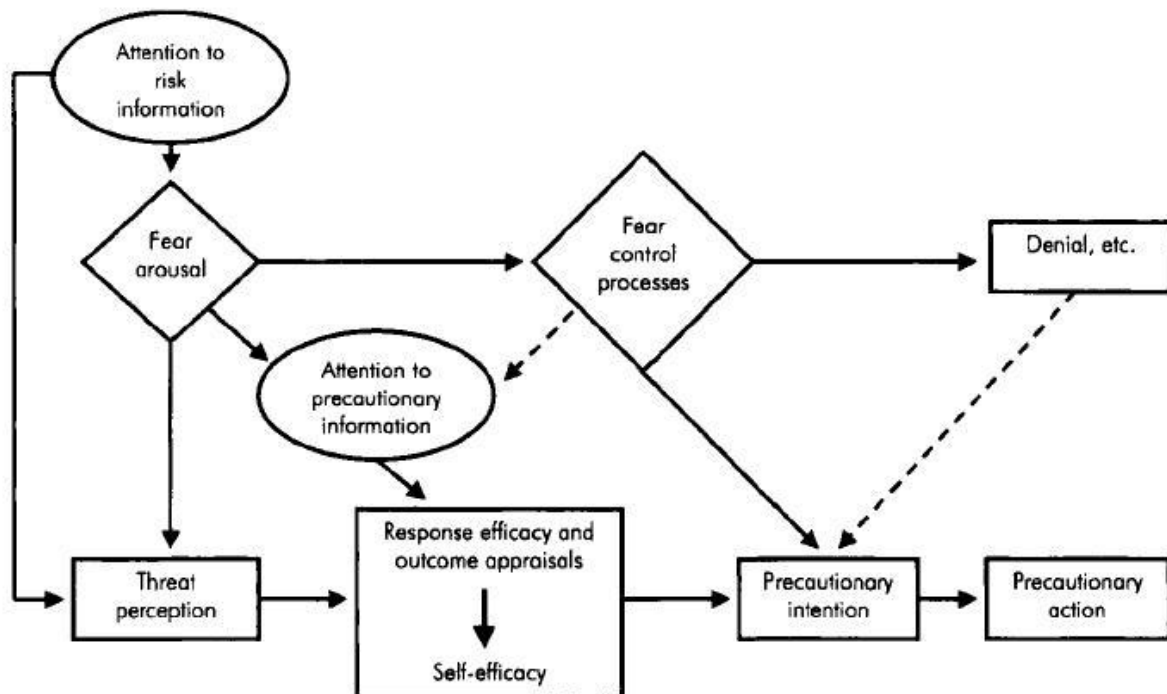 Attention to
risk
information
Fear
arousal
Fear
control
processes
Denial, etc.
Attention to
precautionary
information
Response efficacy and
outcome appraisals
Self-efficacy
Threat
perception
Precautionary
intention
Precautionary
action